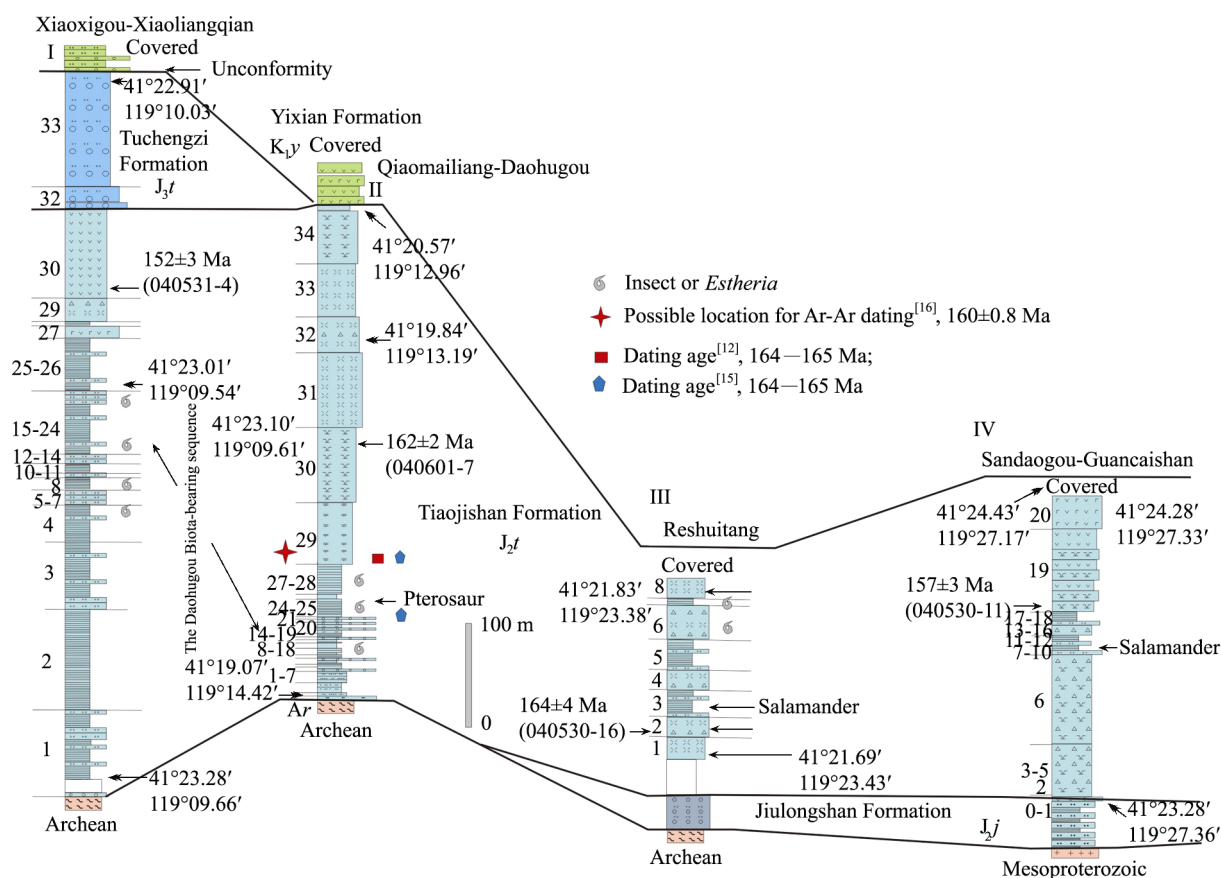 Xiaoxigou-Xiaoliangqian
I
Covered
Unconformity
41°22.91′
119°10.03′
33
Tuchengzi
Formation
J3t
32
30
152±3 Ma
(040531-4)
29
27
25-26
41°23.01′
119°09.54′
15-24
12-14
10-11
8
5-7
4
3
2
1
The Daohugou Biota-bearing sequence
41°23.28′
119°09.66′
Archean
Yixian Formation
K1y
Covered
Qiaomailiang-Daohugou
II
34
41°20.57′
119°12.96′
33
32
41°19.84′
119°13.19′
31
41°23.10′
119°09.61′
30
162±2 Ma
(040601-7
Tiaojishan Formation
J2t
29
27-28
24-25
Pterosaur
21
20
14-19
8-18
1-7
41°19.07′
119°14.42′
Ar
Archean
100 m
0
Insect or Estheria
Possible location for Ar-Ar dating[16], 160±0.8 Ma
Dating age[12], 164—165 Ma;
Dating age[15], 164—165 Ma
III
Reshuitang
Covered
8
41°21.83′
119°23.38′
6
5
4
3
Salamander
164±4 Ma
(040530-16)
2
1
41°21.69′
119°23.43′
Jiulongshan Formation
J2j
Archean
IV
Sandaogou-Guancaishan
Covered
41°24.43′
119°27.17′
20
41°24.28′
119°27.33′
19
157±3 Ma
(040530-11)
17-18
13-16
11-12
7-10
Salamander
6
3-5
2
0-1
41°23.28′
119°27.36′
Mesoproterozoic